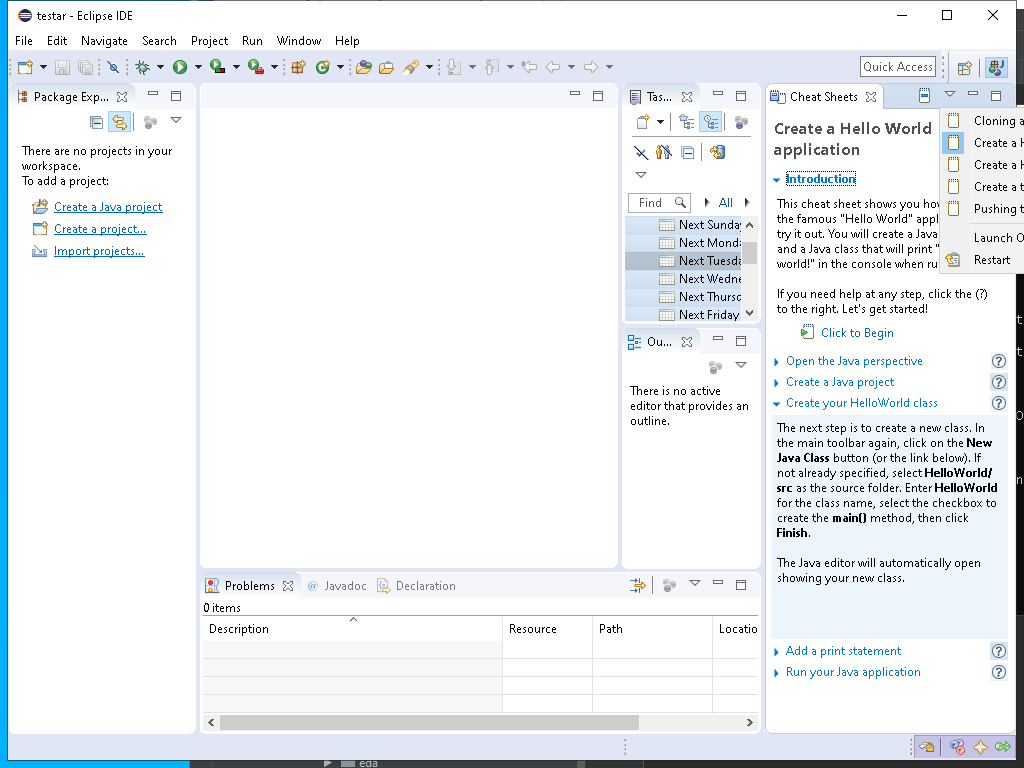 testar - Eclipse IDE
File Edit Navigate Search Project Run Window Help
Quick Access
Package Exp...
There are no projects in your
workspace.
To add a project:
Create a Java project
Create a project...
Import projects...
Tas...
Find
All
Next Sunday
Next Monda
Next Tuesda
Next Wedne
Next Thursd
Next Friday
Ou...
There is no active
editor that provides an
outline.
Problems
@ Javadoc
Declaration
0 items
Description
Resource
Path
Locatio
Cheat Sheets
Create a Hello World
application
Introduction
This cheat sheet shows you how
the famous "Hello World" appl
try it out. You will create a Java
and a Java class that will print "
world!" in the console when ru
If you need help at any step, click the (?)
to the right. Let's get started!
Click to Begin
Open the Java perspective
Create a Java project
Create your HelloWorld class
The next step is to create a new class. In
the main toolbar again, click on the New
Java Class button (or the link below). If
not already specified, select HelloWorld/
src as the source folder. Enter HelloWorld
for the class name, select the checkbox to
create the main() method, then click
Finish.
The Java editor will automatically open
showing your new class.
Add a print statement
Run your Java application
Cloning a
Create a H
Create a H
Create a t
Pushing t
Launch O
Restart
eda